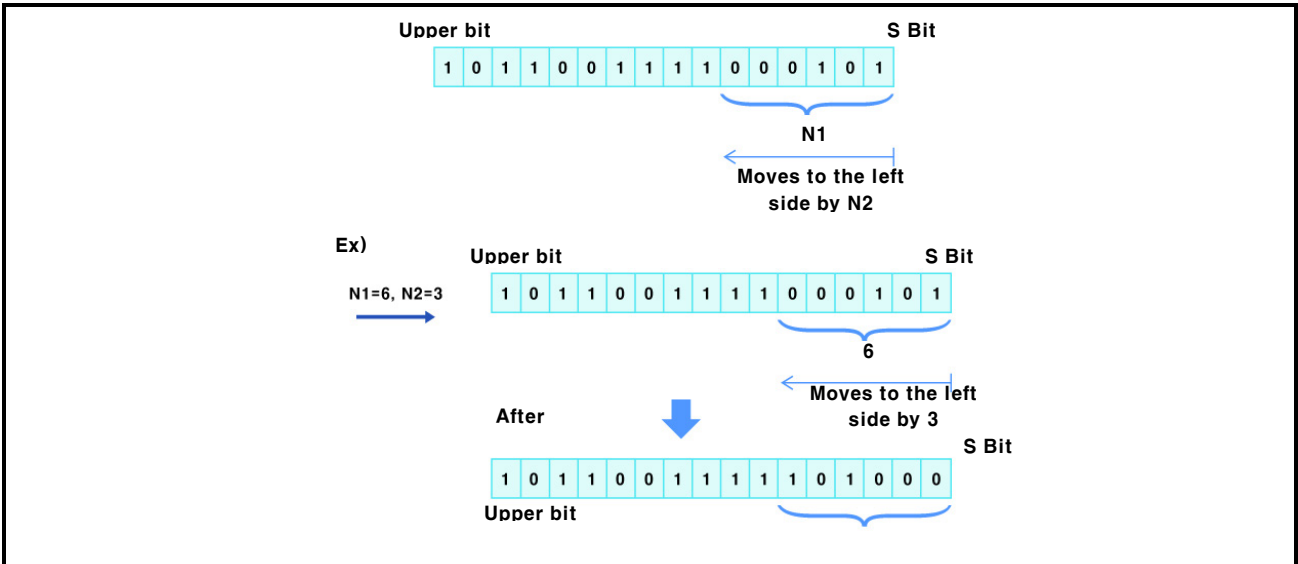 Upper bit S Bit
1 0 1 1 0 0 1 1 1 1 0 0 0 1 0 1
N1
Moves to the left
side by N2
Ex)
Upper bit S Bit
N1=6, N2=3
1 0 1 1 0 0 1 1 1 1 0 0 0 1 0 1
6
Moves to the left
side by 3
After
S Bit
1 0 1 1 0 0 1 1 1 1 1 0 1 0 0 0
Upper bit